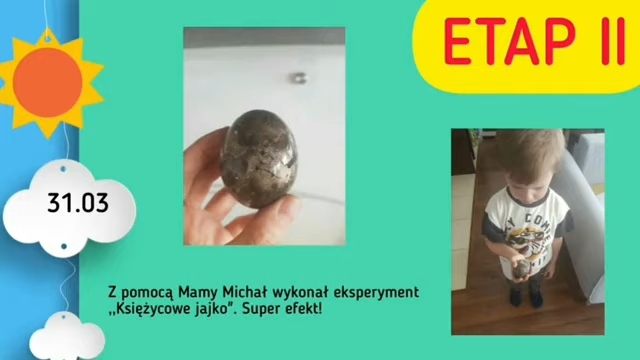 ETAP II
31.03
Z pomocą Mamy Michał wykonał eksperyment
,,Księżycowe jajko". Super efekt!